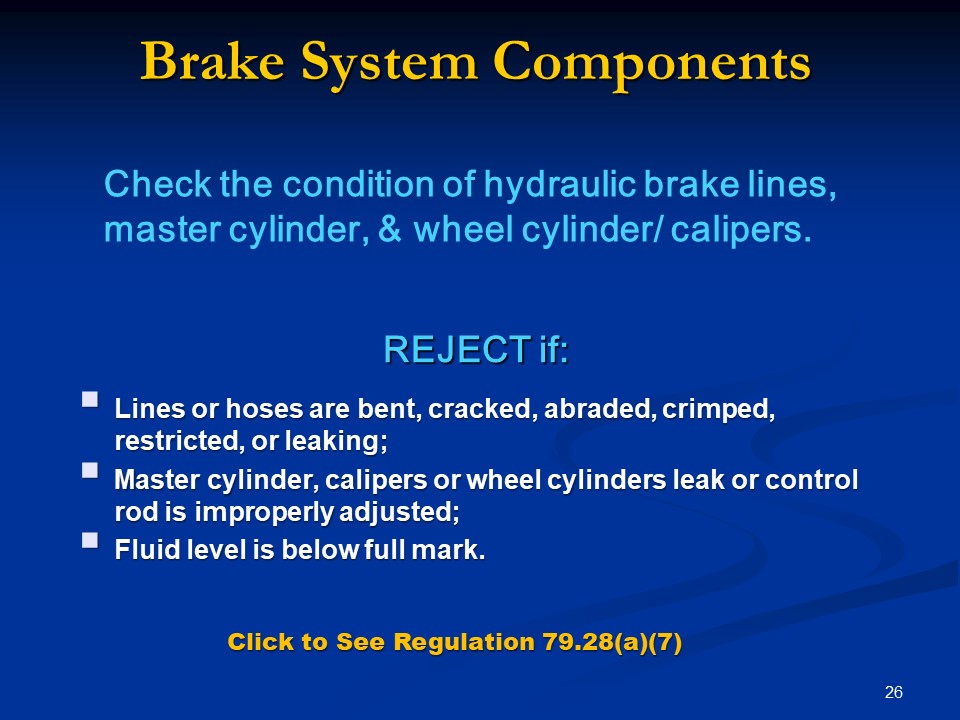 Brake System Components
Check the condition of hydraulic brake lines,
master cylinder, & wheel cylinder/ calipers.
REJECT if:
Lines or hoses are bent, cracked, abraded, crimped,
restricted, or leaking;
Master cylinder, calipers or wheel cylinders leak or control
rod is improperly adjusted;
Fluid level is below full mark.
Click to See Regulation 79.28(a)(7)
26